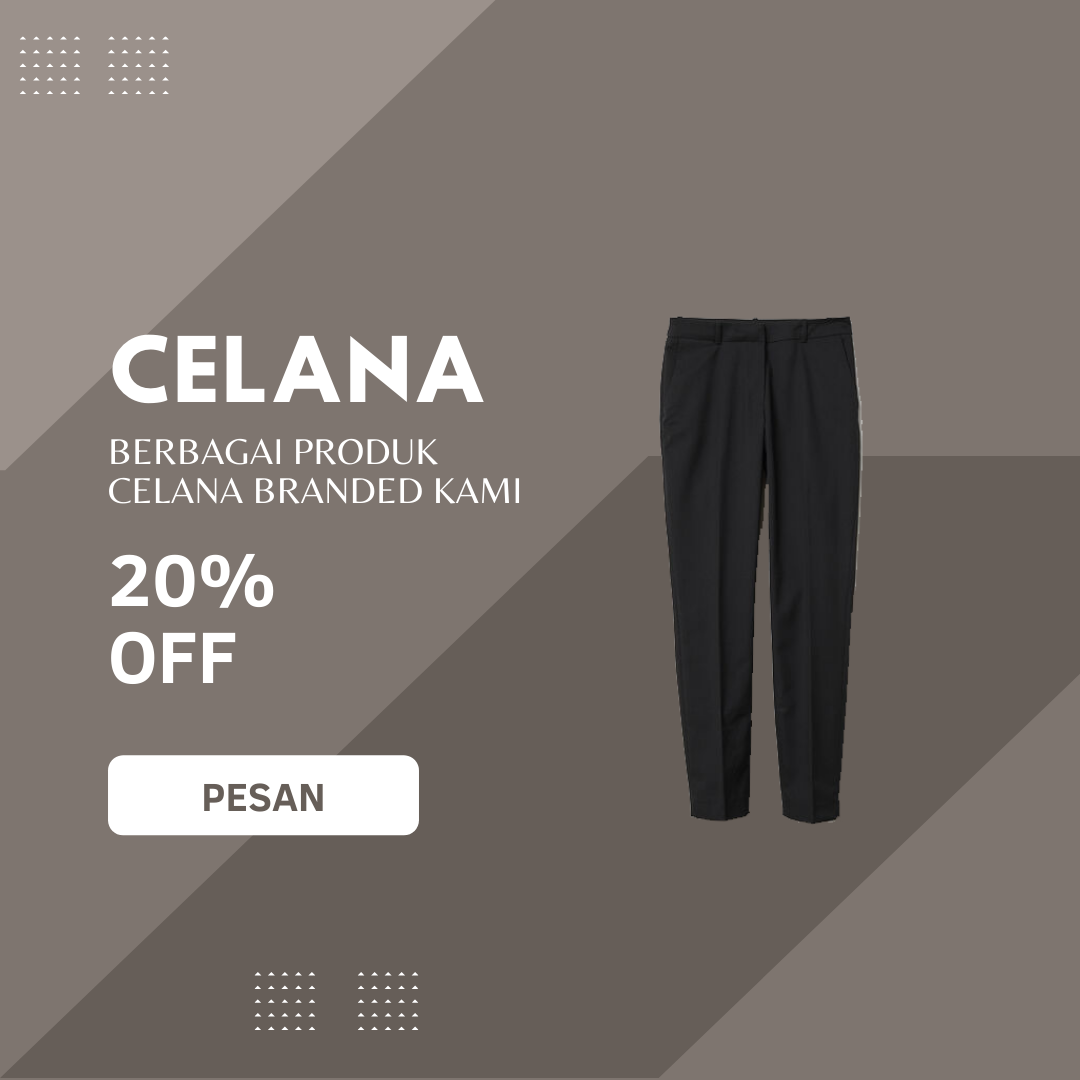 CELANA
BERBAGAI PRODUK
CELANA BRANDED KAMI
20%
OFF
PESAN